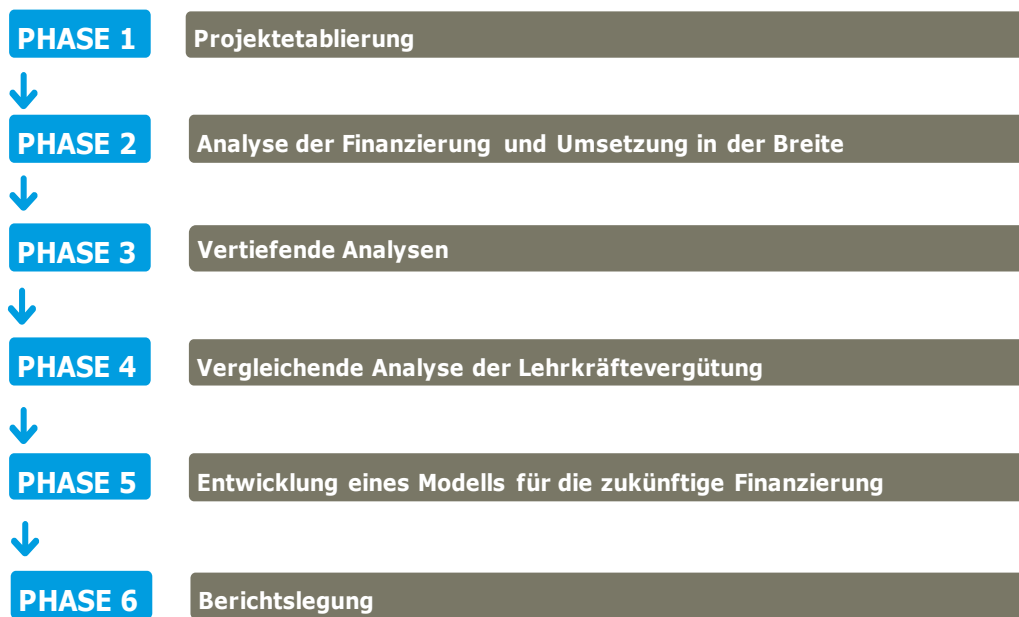 PHASE 1 Projektetablierung
PHASE 2 Analyse der Finanzierung und Umsetzung in der Breite
PHASE 3 Vertiefende Analysen
PHASE 4 Vergleichende Analyse der Lehrkräftevergütung
PHASE 5 Entwicklung eines Modells für die zukünftige Finanzierung
PHASE 6 Berichtslegung